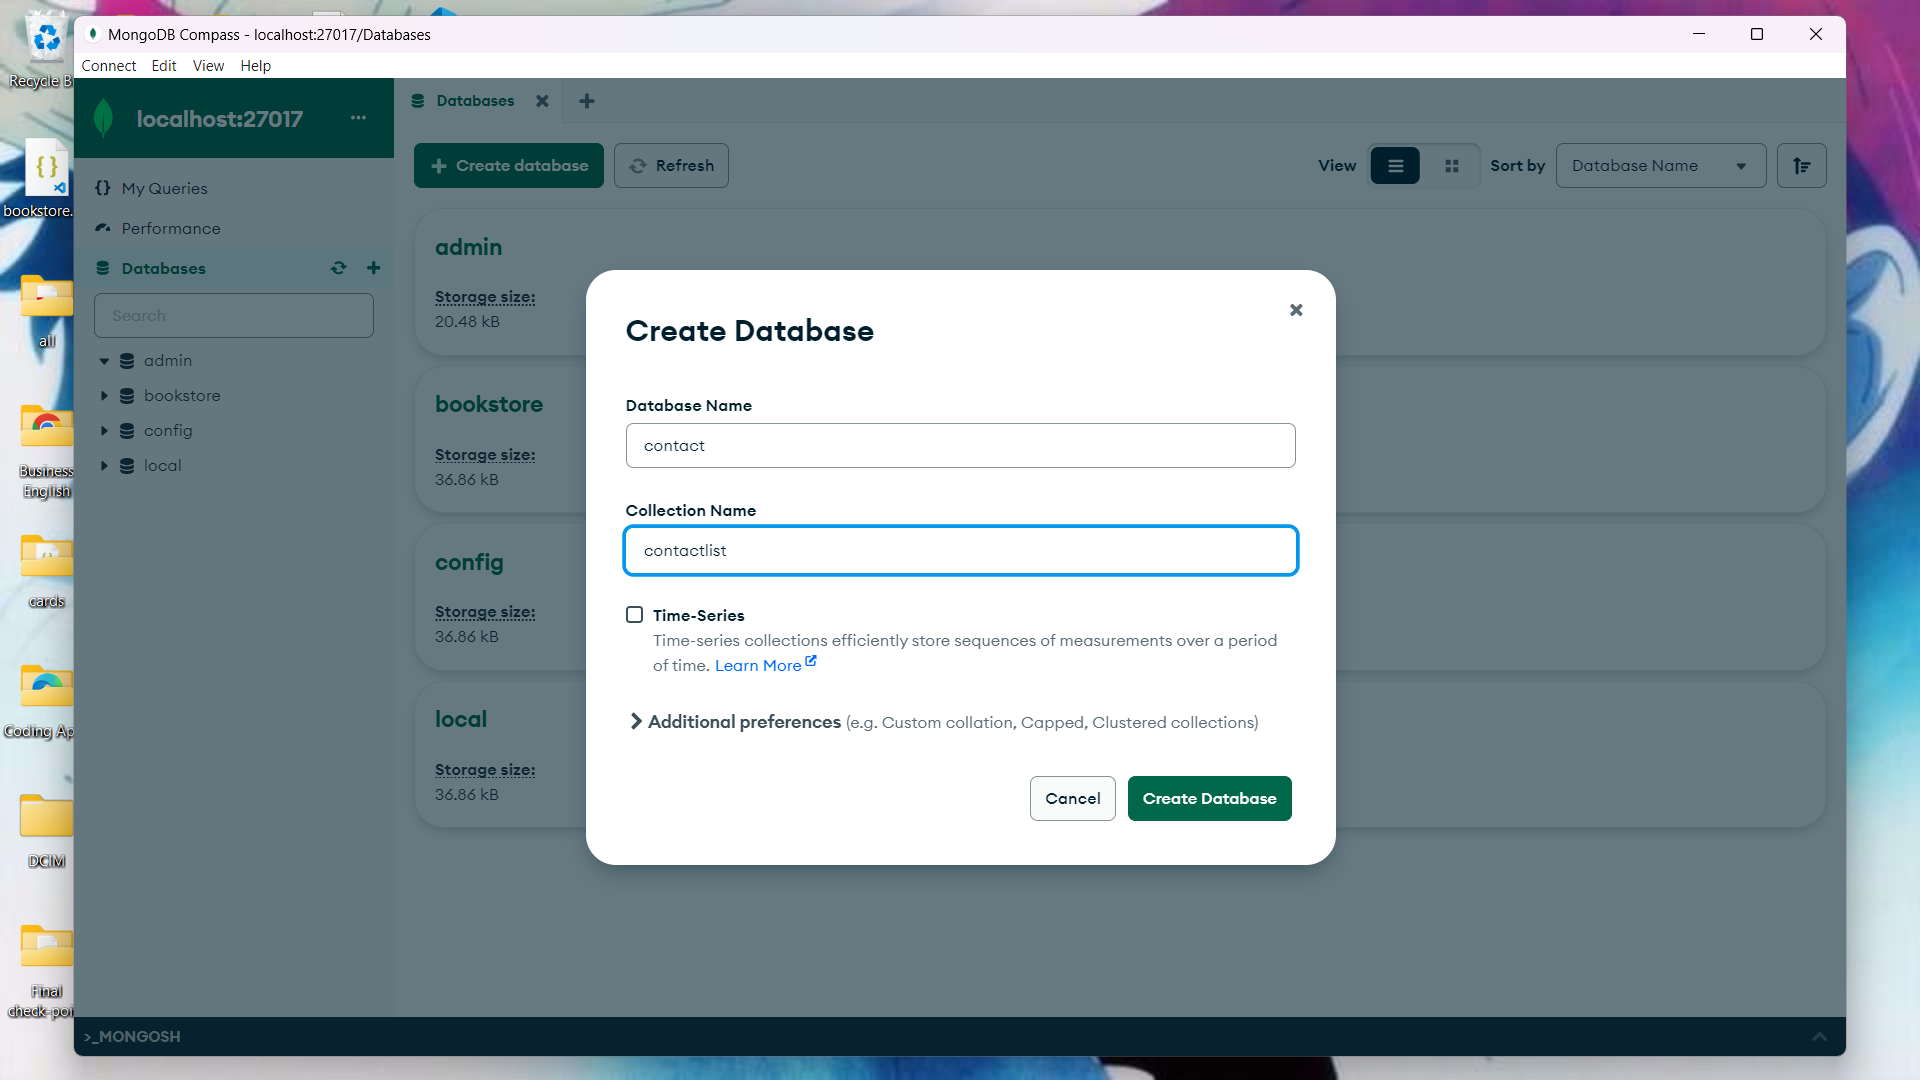 MongoDB Compass - localhost:27017/Databases
Connect Edit View Help
localhost:27017
My Queries
Performance
Databases
Search
admin
bookstore
config
local
Databases
Create database
Refresh
View
Sort by
Database Name
admin
Storage size:
20.48 kB
bookstore
Storage size:
36.86 kB
config
Storage size:
36.86 kB
local
Storage size:
36.86 kB
Create Database
Database Name
contact
Collection Name
contactlist
Time-Series
Time-series collections efficiently store sequences of measurements over a period
of time. Learn More
Additional preferences (e.g. Custom collation, Capped, Clustered collections)
Cancel
Create Database
>_MONGOSH
Recycle B
bookstore.
all
Business
English
cards
Coding Ap
DCIM
Final
check-poi